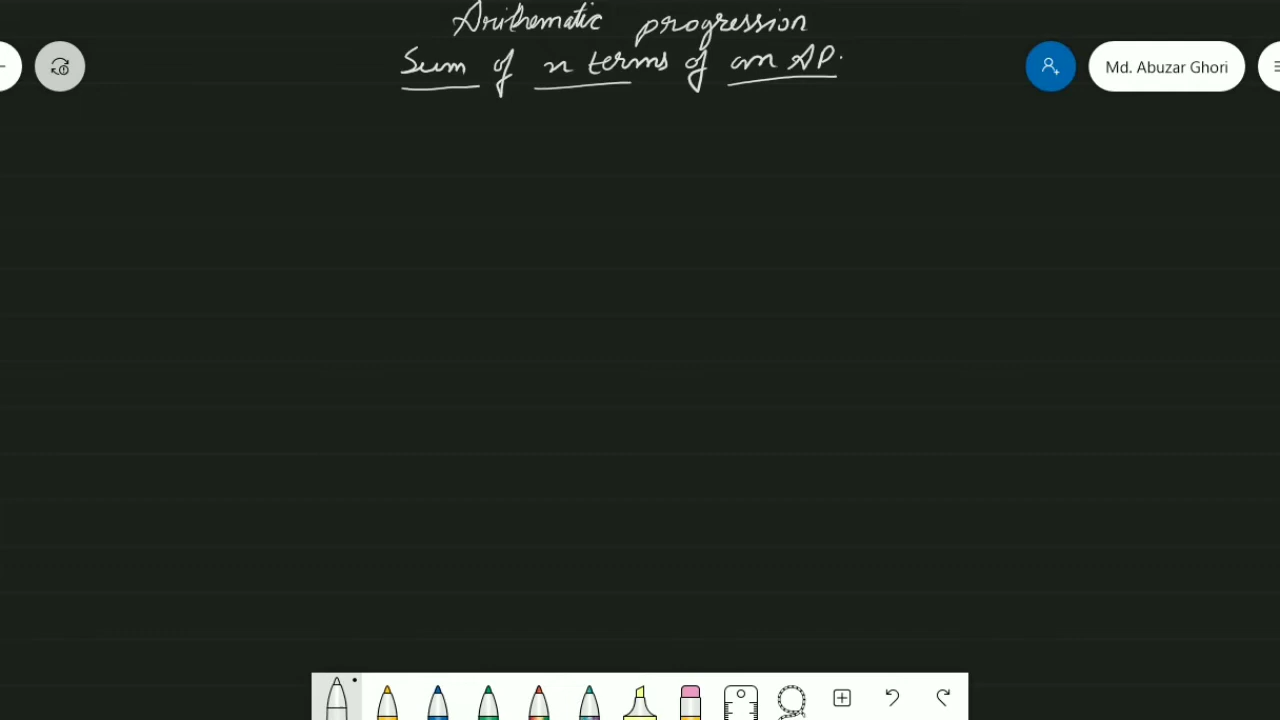 Arithematic progression
Sum of n terms of an AP.
Md. Abuzar Ghori